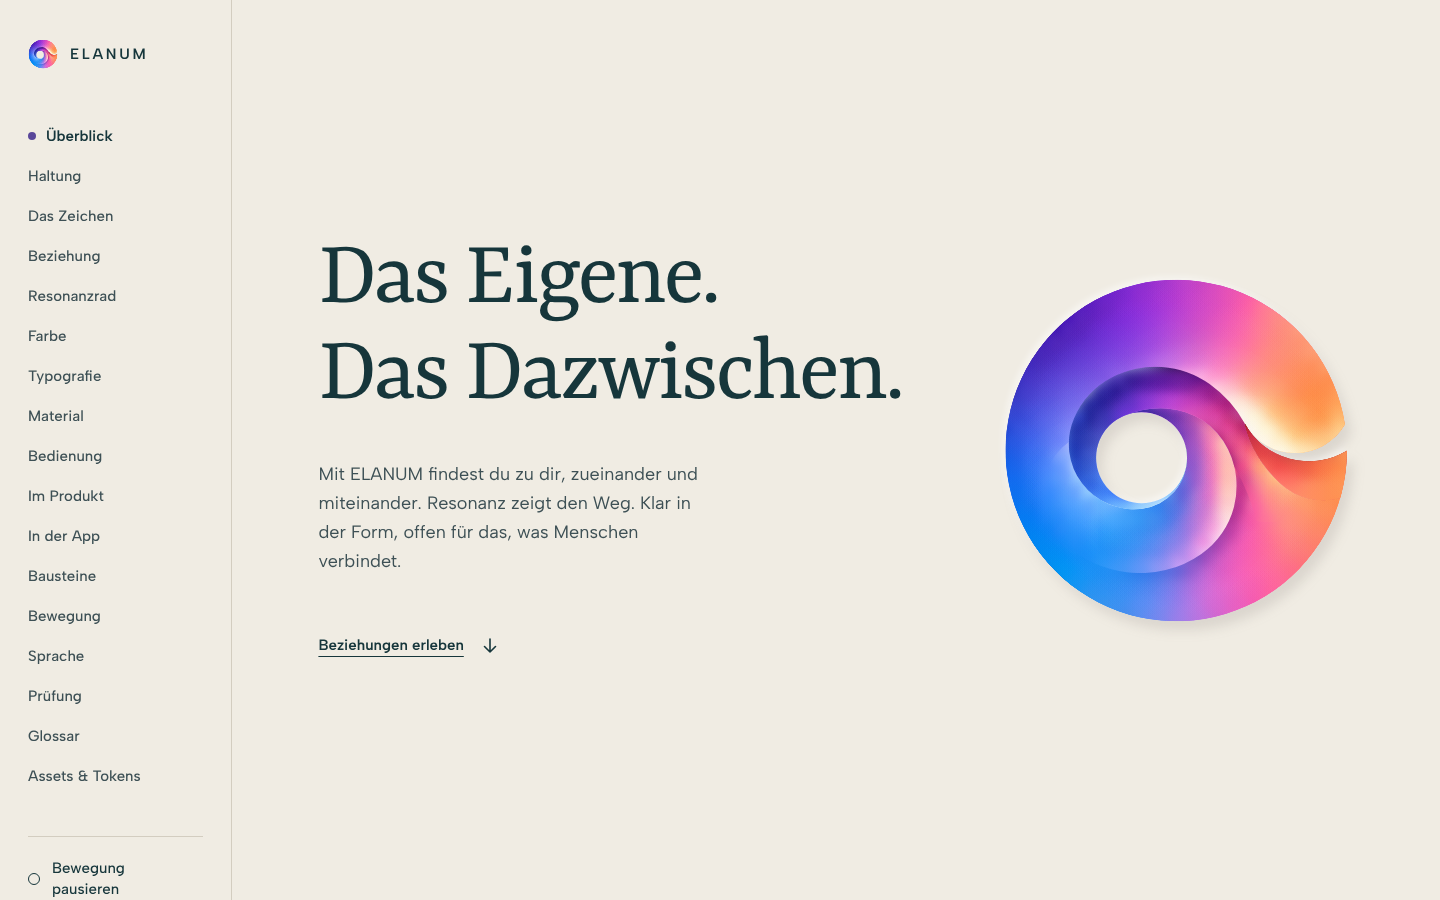 ELANUM
Überblick
Haltung
Das Zeichen
Beziehung
Resonanzrad
Farbe
Typografie
Material
Bedienung
Im Produkt
In der App
Bausteine
Bewegung
Sprache
Prüfung
Glossar
Assets & Tokens
Bewegung
pausieren
Das Eigene.
Das Dazwischen.
Mit ELANUM findest du zu dir, zueinander und
miteinander. Resonanz zeigt den Weg. Klar in
der Form, offen für das, was Menschen
verbindet.
Beziehungen erleben ↓